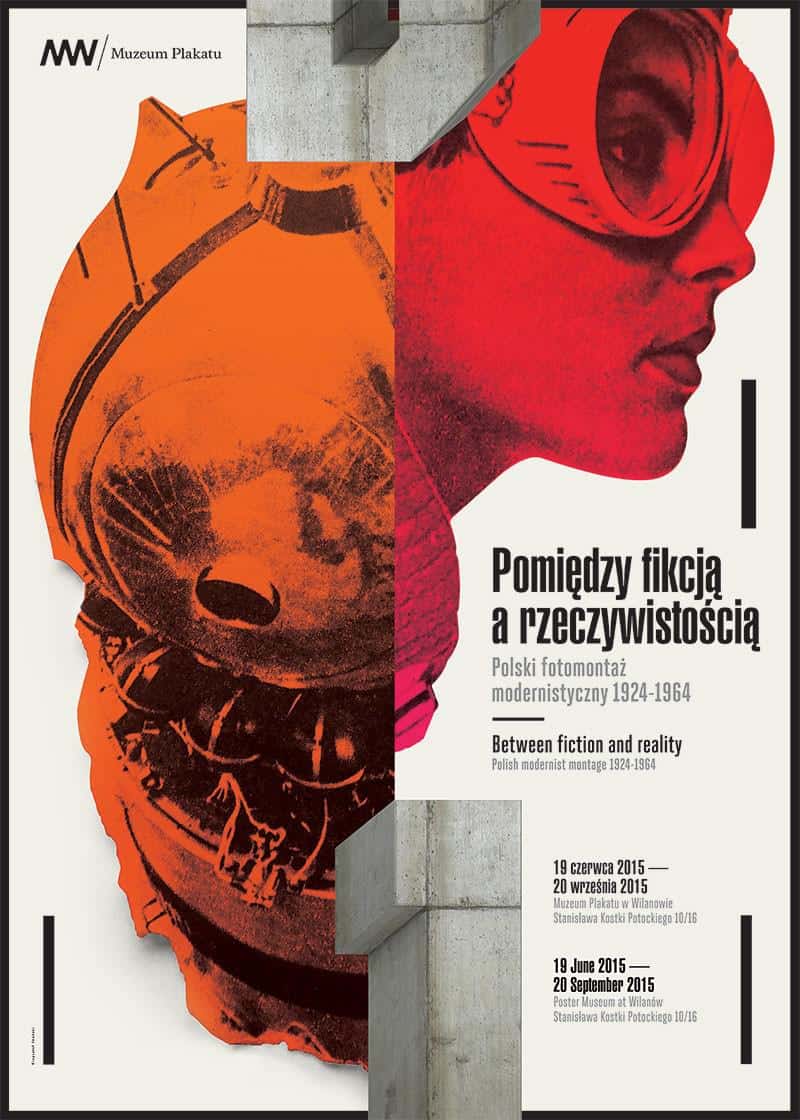 MW / Muzeum Plakatu
Pomiędzy fikcją
a rzeczywistością
Polski fotomontaż
modernistyczny 1924-1964
Between fiction and reality
Polish modernist montage 1924-1964
19 czerwca 2015 —
20 września 2015
Muzeum Plakatu w Wilanowie
Stanisława Kostki Potockiego 10/16
19 June 2015 —
20 September 2015
Poster Museum at Wilanów
Stanisława Kostki Potockiego 10/16